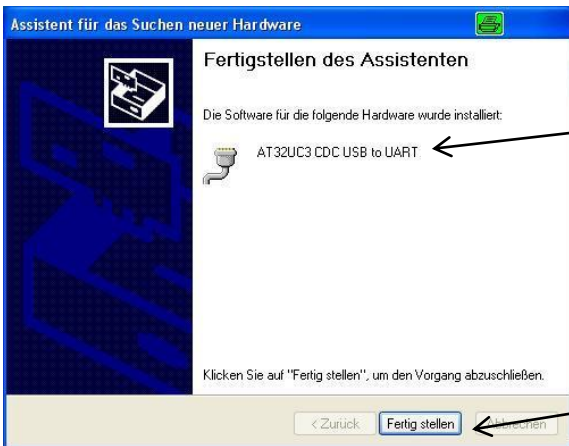 Assistent für das Suchen neuer Hardware
Fertigstellen des Assistenten
Die Software für die folgende Hardware wurde installiert:
AT32UC3 CDC USB to UART
Klicken Sie auf "Fertig stellen", um den Vorgang abzuschließen.
< Zurück Fertig stellen Abbrechen